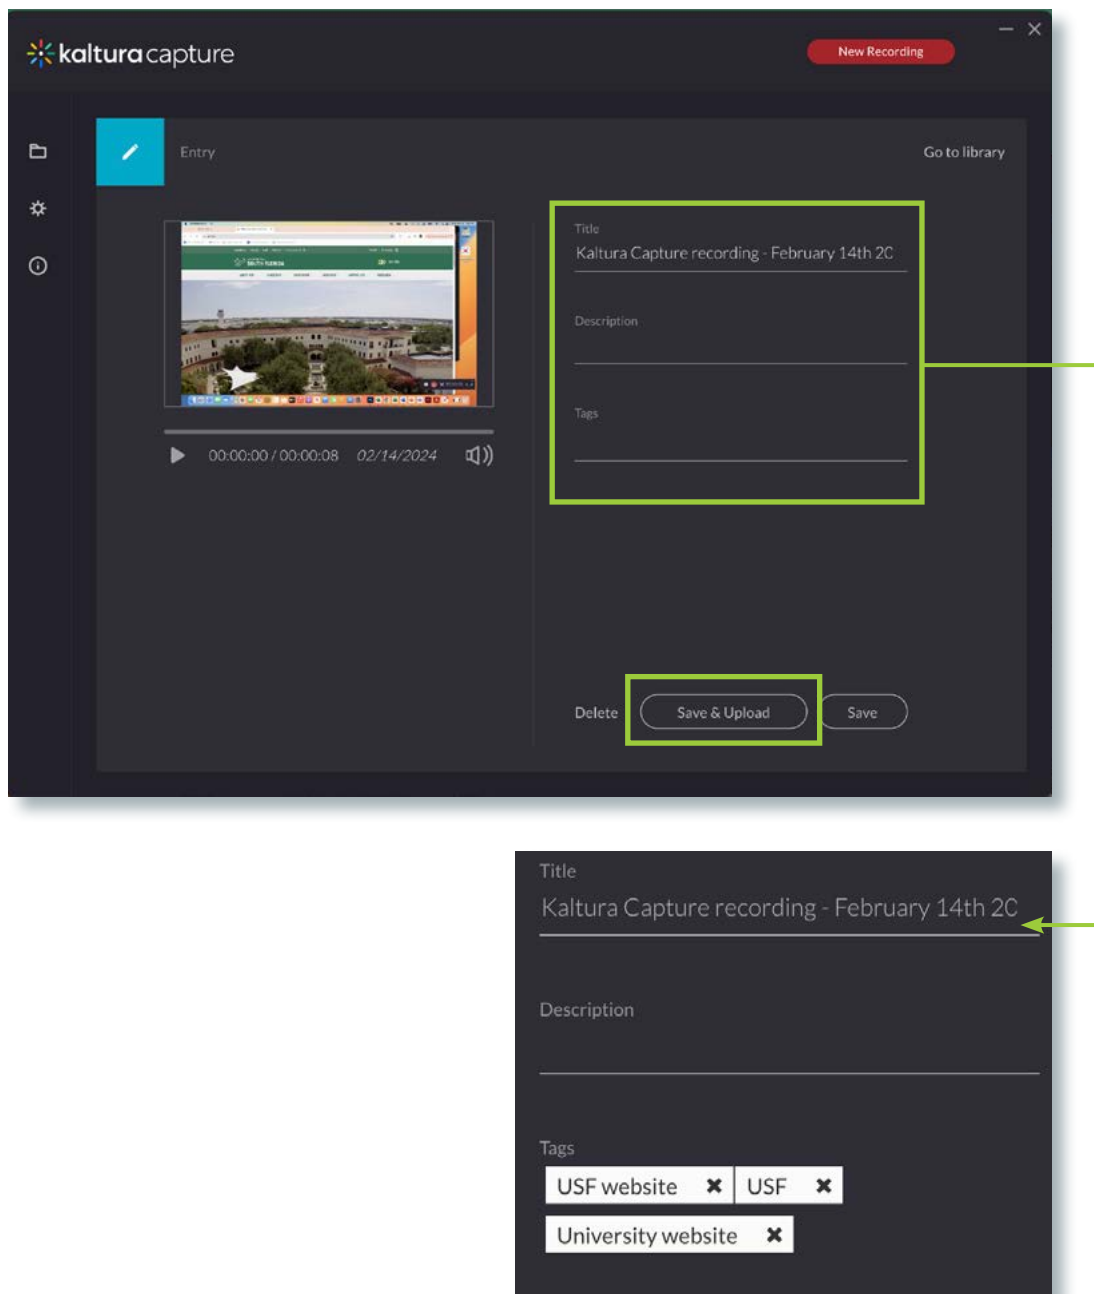 kaltura capture
New Recording
Entry
Go to library
Title
Kaltura Capture recording - February 14th 20
Description
Tags
00:00:00 / 00:00:08 02/14/2024
Delete
Save & Upload
Save
Title
Kaltura Capture recording - February 14th 20
Description
Tags
USF website
USF
University website